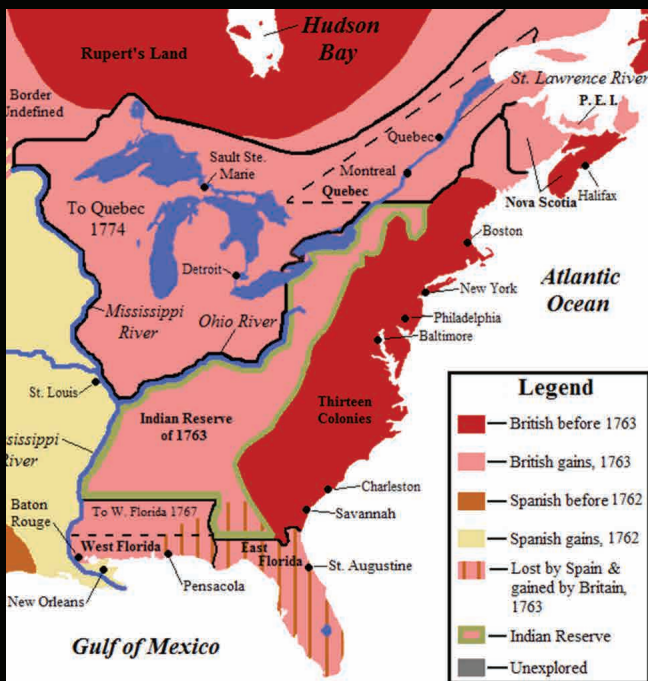 Hudson
Bay
Rupert's Land
Border
Undefined
St. Lawrence River
P. E. I.
Quebec
Sault Ste.
Marie
Montreal
Quebec
Halifax
Nova Scotia
To Quebec
1774
Boston
Detroit
Atlantic
Ocean
New York
Mississippi
River
Ohio River
Philadelphia
Baltimore
St. Louis
Thirteen
Colonies
Indian Reserve
of 1763
ssissippi
River
Charleston
Baton
Rouge
To W. Florida 1767
Savannah
West Florida
East
Florida
St. Augustine
New Orleans
Pensacola
Gulf of Mexico
Legend
British before 1763
British gains, 1763
Spanish before 1762
Spanish gains, 1762
Lost by Spain &
gained by Britain,
1763
Indian Reserve
Unexplored